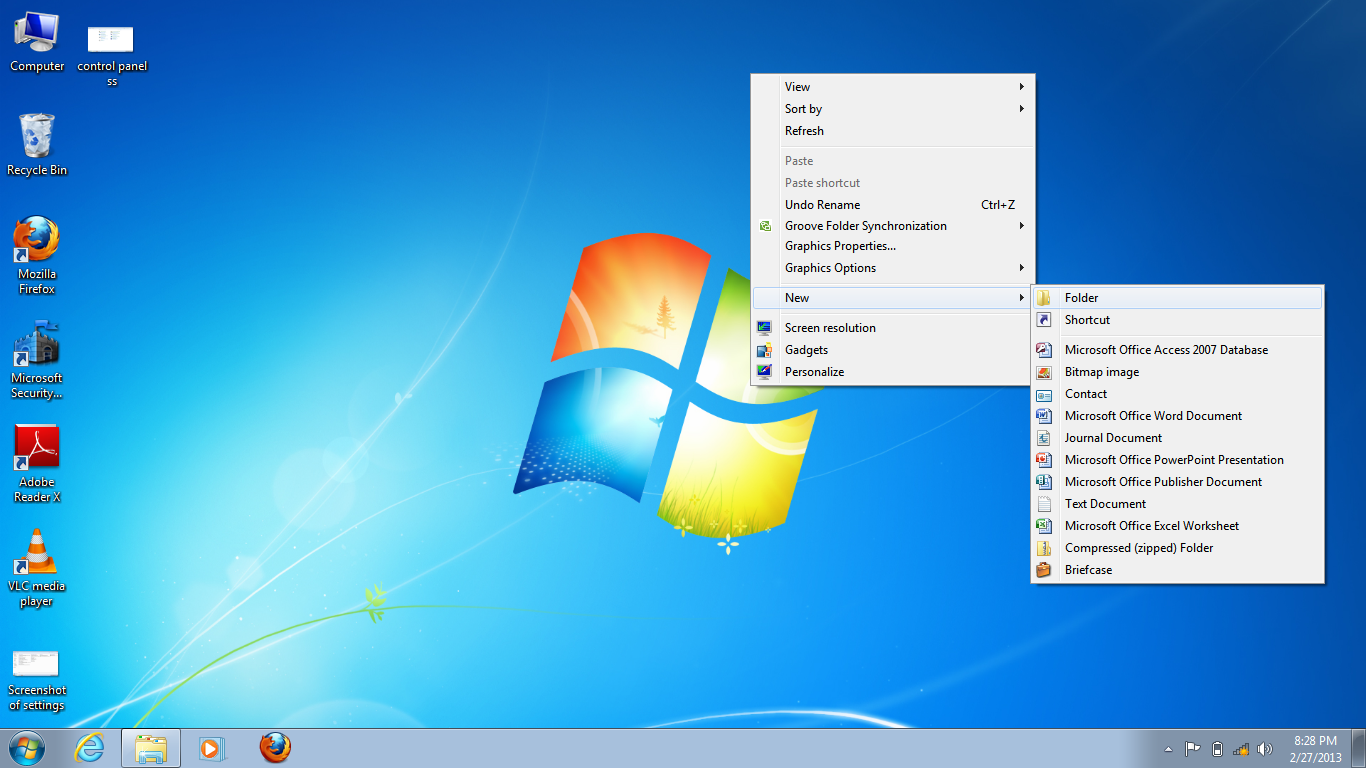 Computer
control panel
ss
Recycle Bin
Mozilla
Firefox
Microsoft
Security...
Adobe
Reader X
VLC media
player
Screenshot
of settings
View
Sort by
Refresh
Paste
Paste shortcut
Undo Rename Ctrl+Z
Groove Folder Synchronization
Graphics Properties...
Graphics Options
New
Screen resolution
Gadgets
Personalize
Folder
Shortcut
Microsoft Office Access 2007 Database
Bitmap image
Contact
Microsoft Office Word Document
Journal Document
Microsoft Office PowerPoint Presentation
Microsoft Office Publisher Document
Text Document
Microsoft Office Excel Worksheet
Compressed (zipped) Folder
Briefcase
8:28 PM
2/27/2013